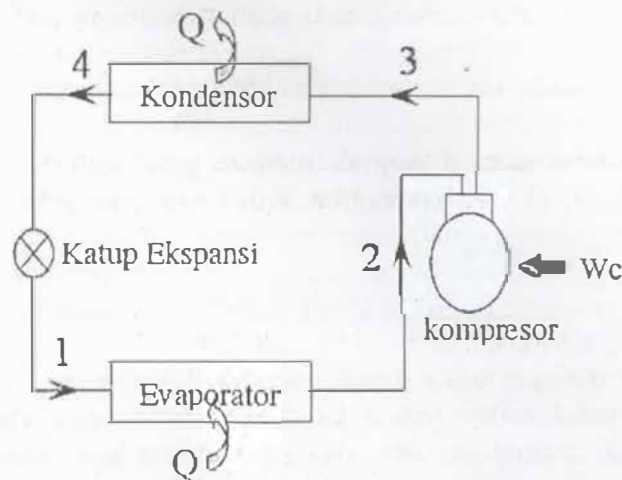 Q
4
3
Kondensor
Katup Ekspansi
2
Wc
kompresor
1
Evaporator
Q